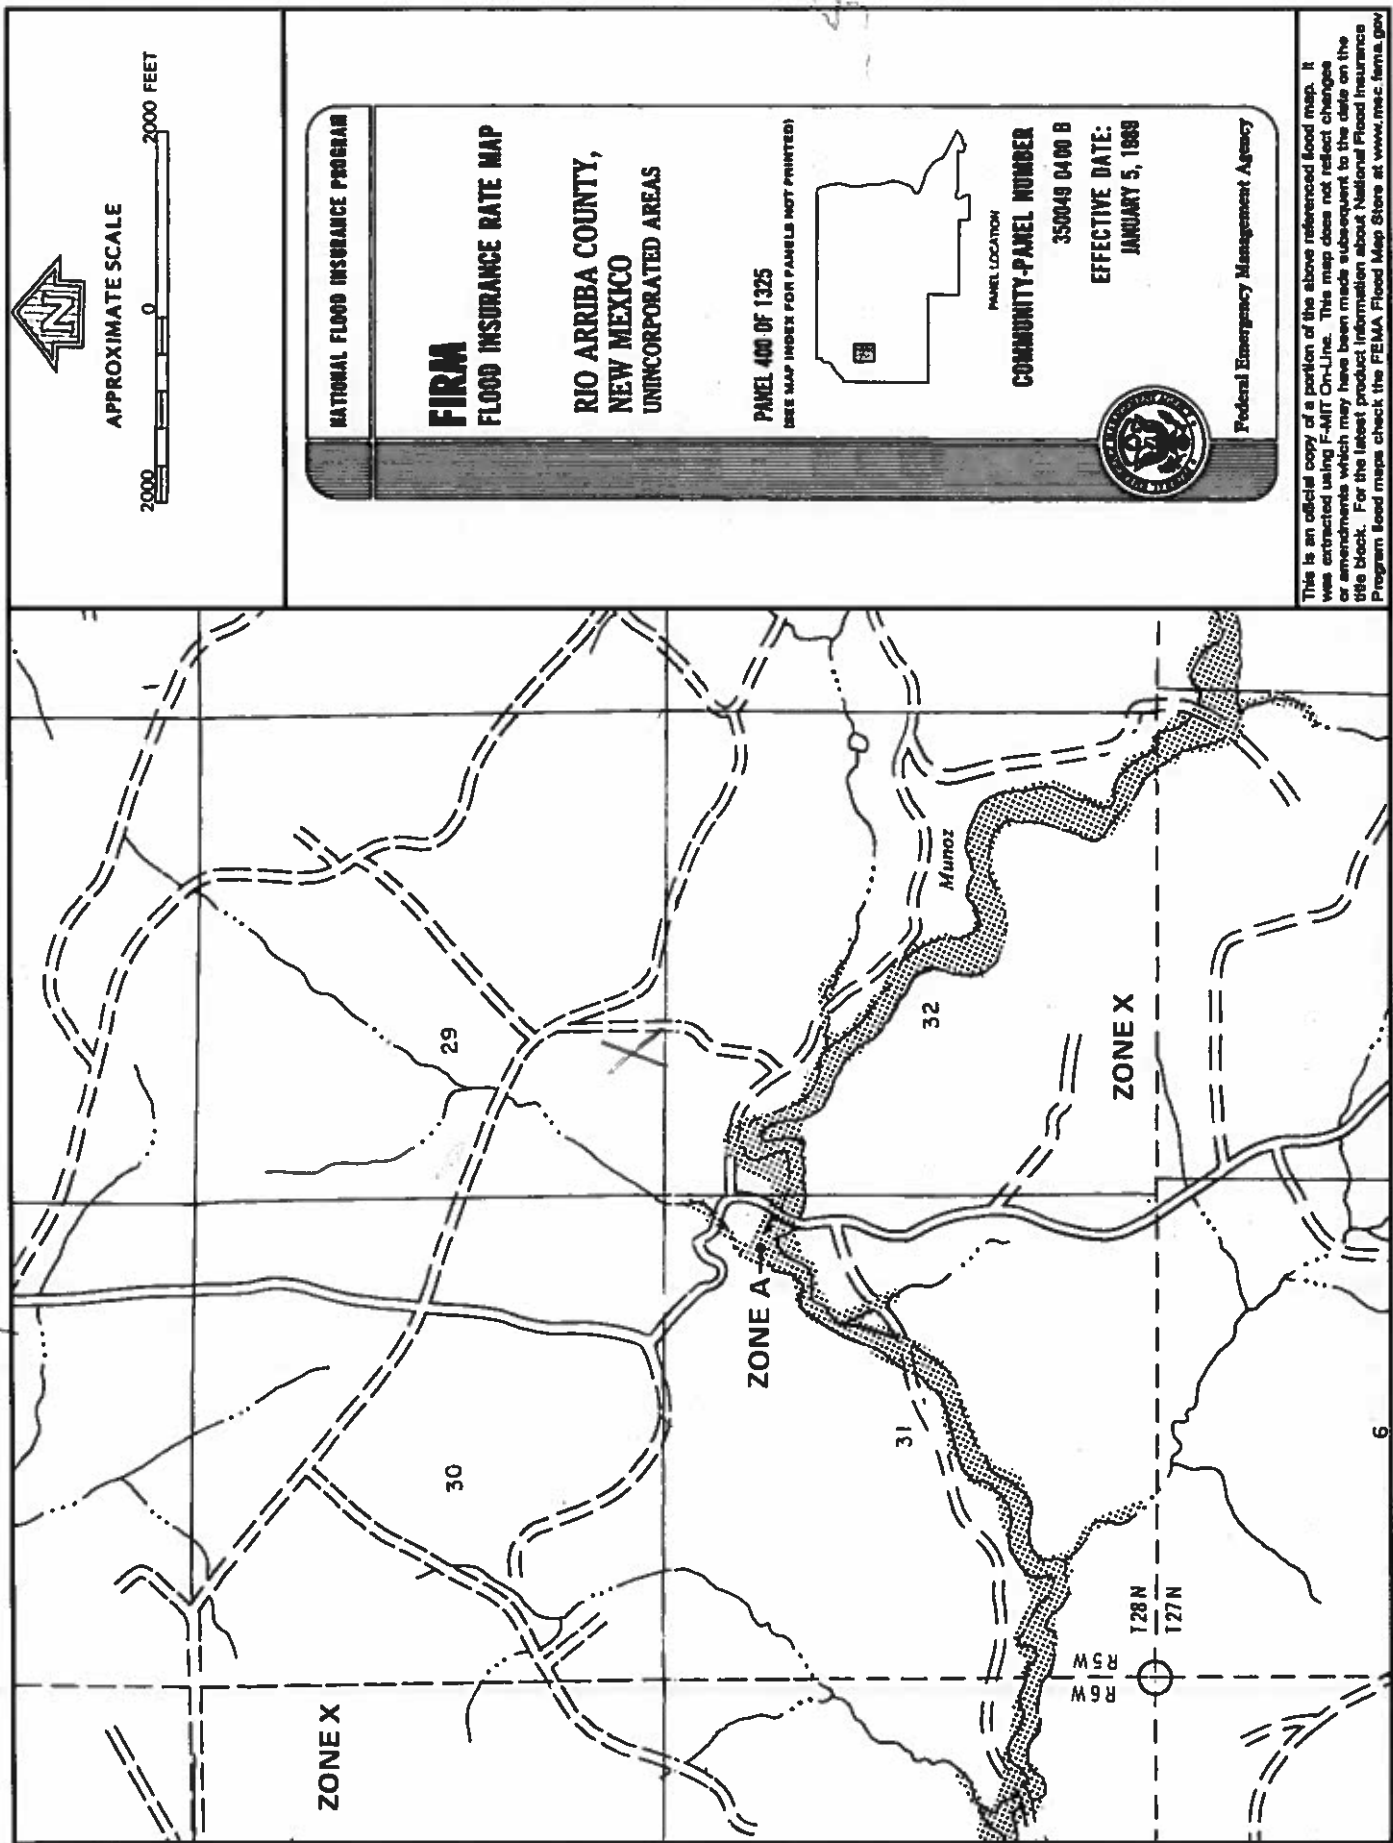 APPROXIMATE SCALE
2000 0 2000 FEET
N
NATIONAL FLOOD INSURANCE PROGRAM
FIRM
FLOOD INSURANCE RATE MAP
RIO ARRIBA COUNTY,
NEW MEXICO
UNINCORPORATED AREAS
PANEL 400 OF 1325
(SEE MAP INDEX FOR PANELS NOT PRINTED)
PANEL LOCATION
COMMUNITY-PANEL NUMBER
350049 0400 B
EFFECTIVE DATE:
JANUARY 5, 1989
Federal Emergency Management Agency
This is an official copy of a portion of the above referenced flood map. It
was extracted using F-MIT On-Line. This map does not reflect changes
or amendments which may have been made subsequent to the date on the
title block. For the latest product information about National Flood Insurance
Program flood maps check the FEMA Flood Map Store at www.msc.fema.gov
ZONE X
30
29
ZONE A
Munoz
31
32
ZONE X
R6W R5W
T28N
T27N
6